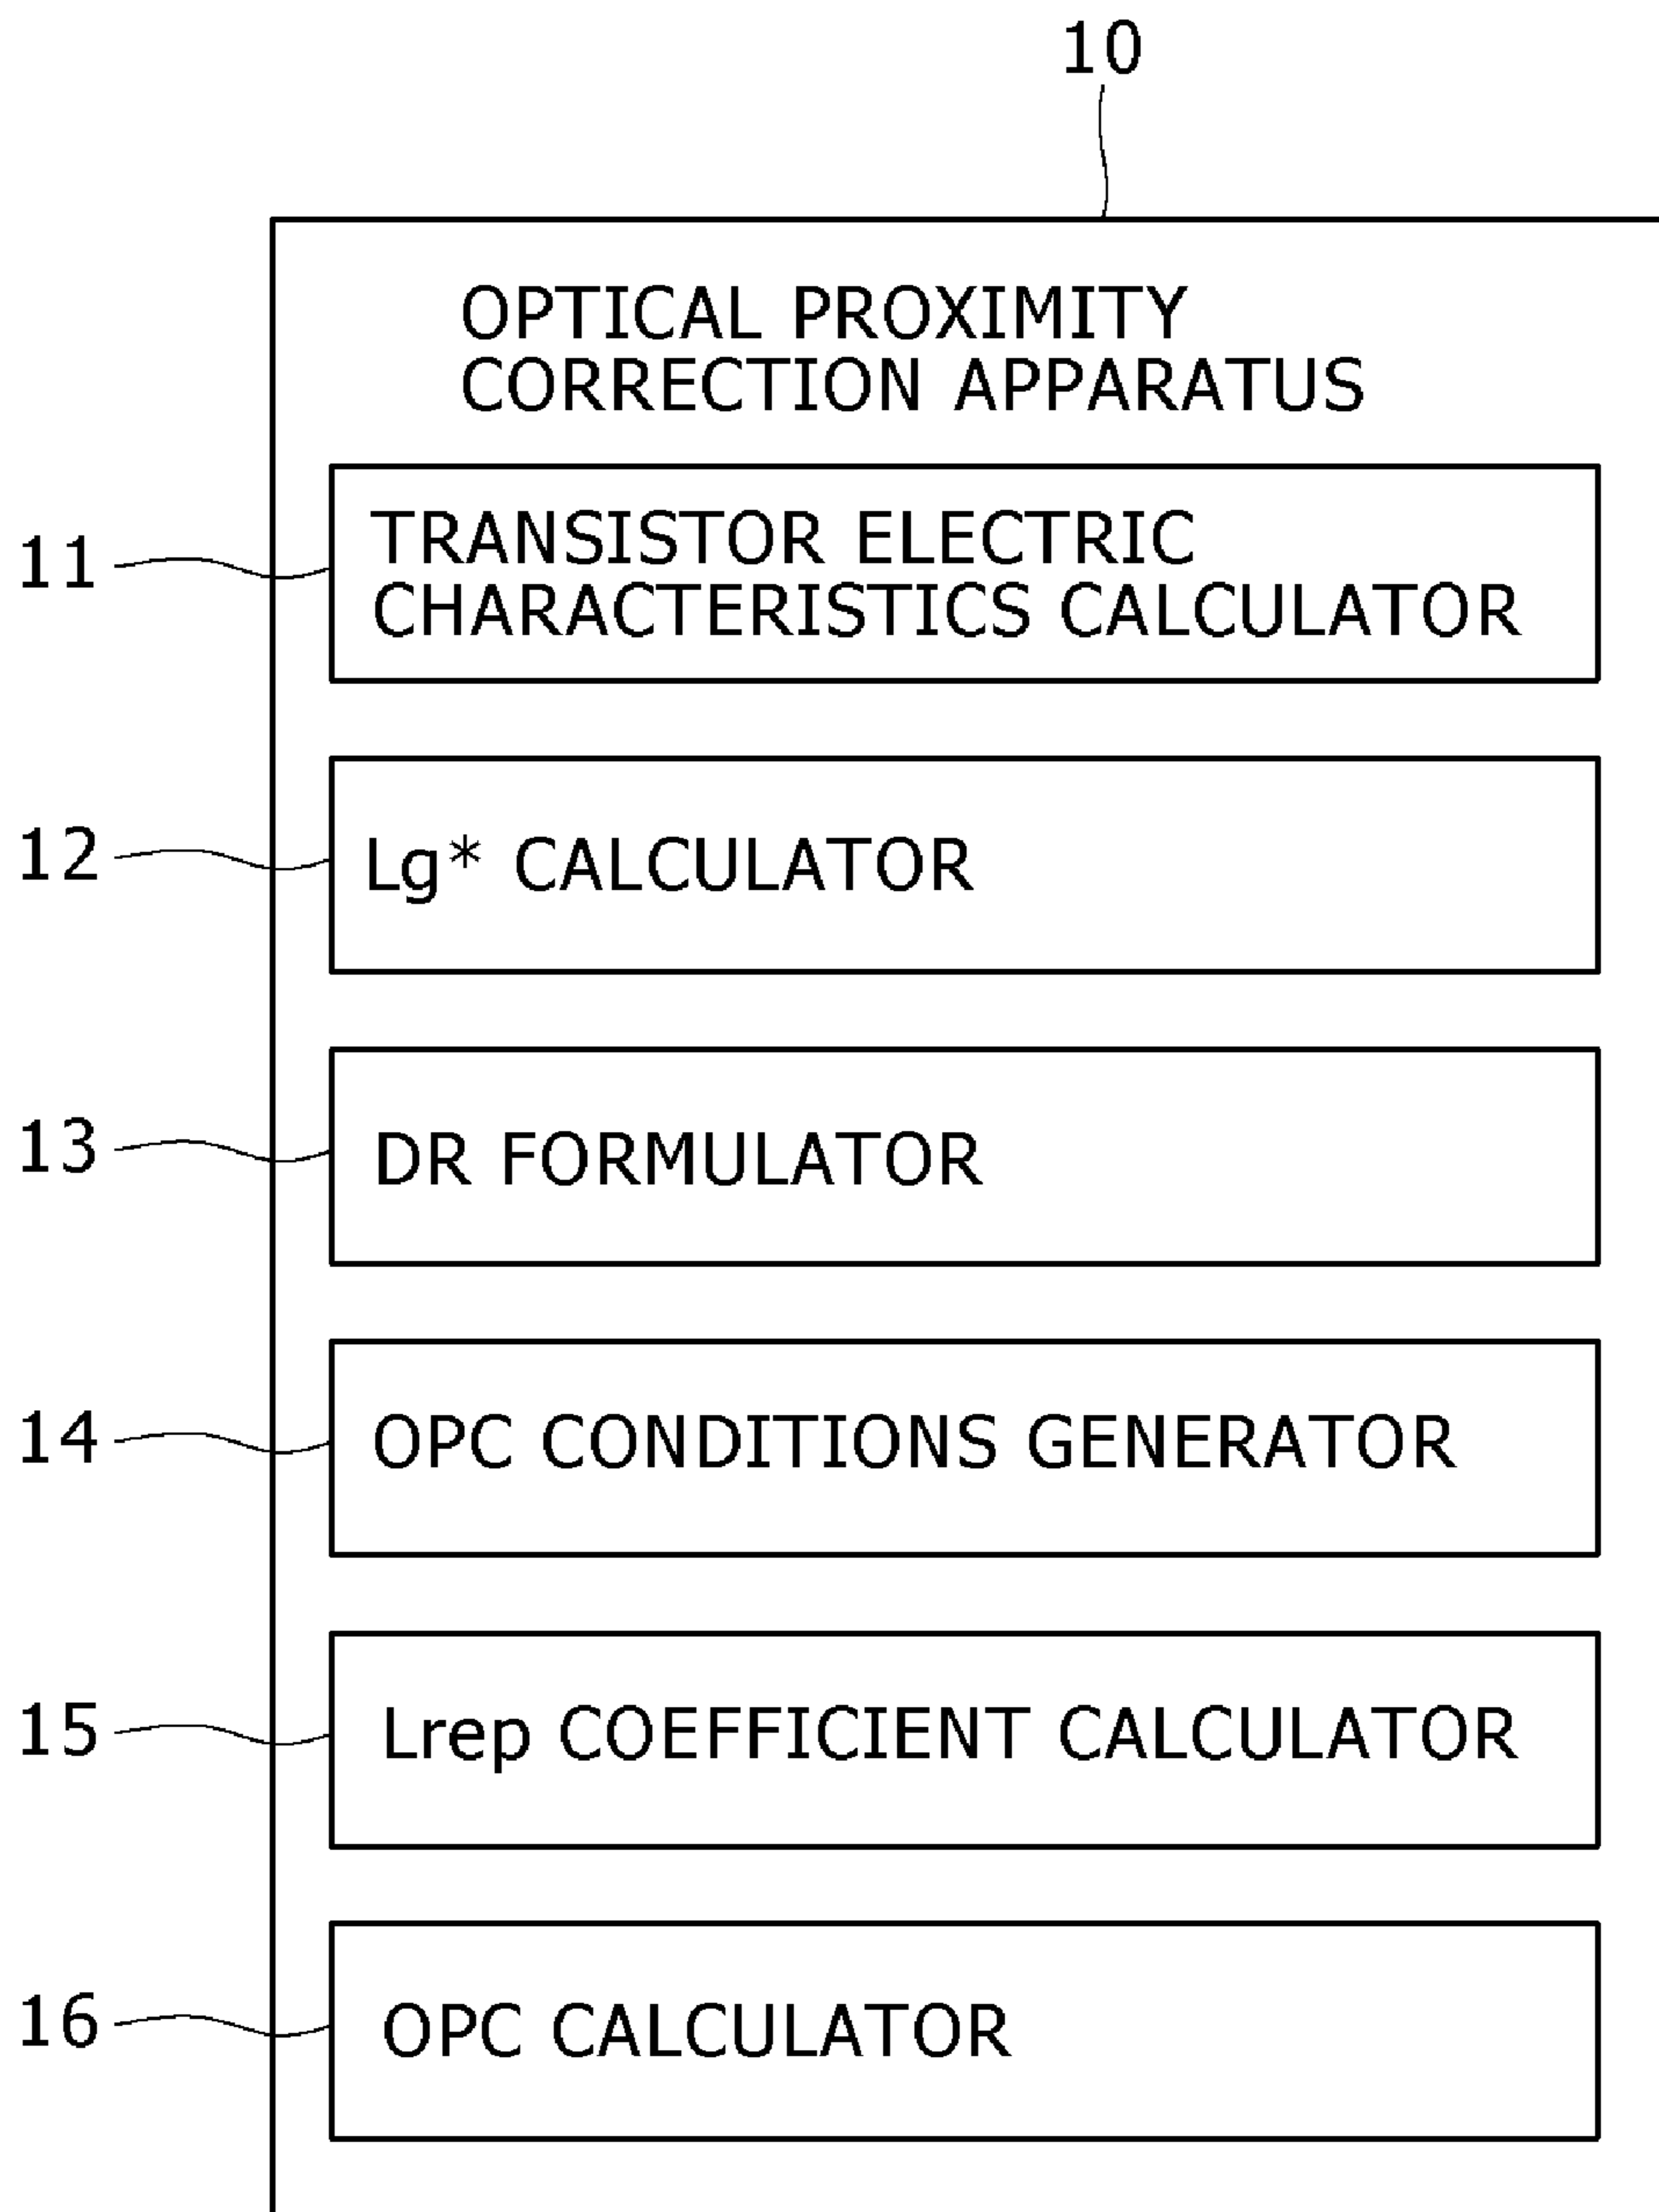 10
OPTICAL PROXIMITY
CORRECTION APPARATUS
11
TRANSISTOR ELECTRIC
CHARACTERISTICS CALCULATOR
12
Lg* CALCULATOR
13
DR FORMULATOR
14
OPC CONDITIONS GENERATOR
15
Lrep COEFFICIENT CALCULATOR
16
OPC CALCULATOR